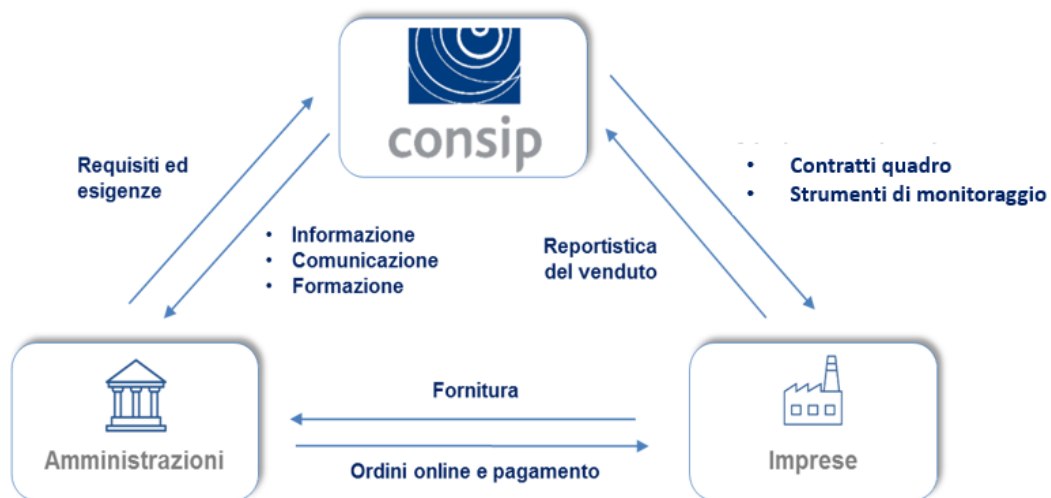 consip
Requisiti ed
esigenze
• Contratti quadro
• Strumenti di monitoraggio
• Informazione
• Comunicazione
• Formazione
Reportistica
del venduto
Fornitura
Amministrazioni
Ordini online e pagamento
Imprese